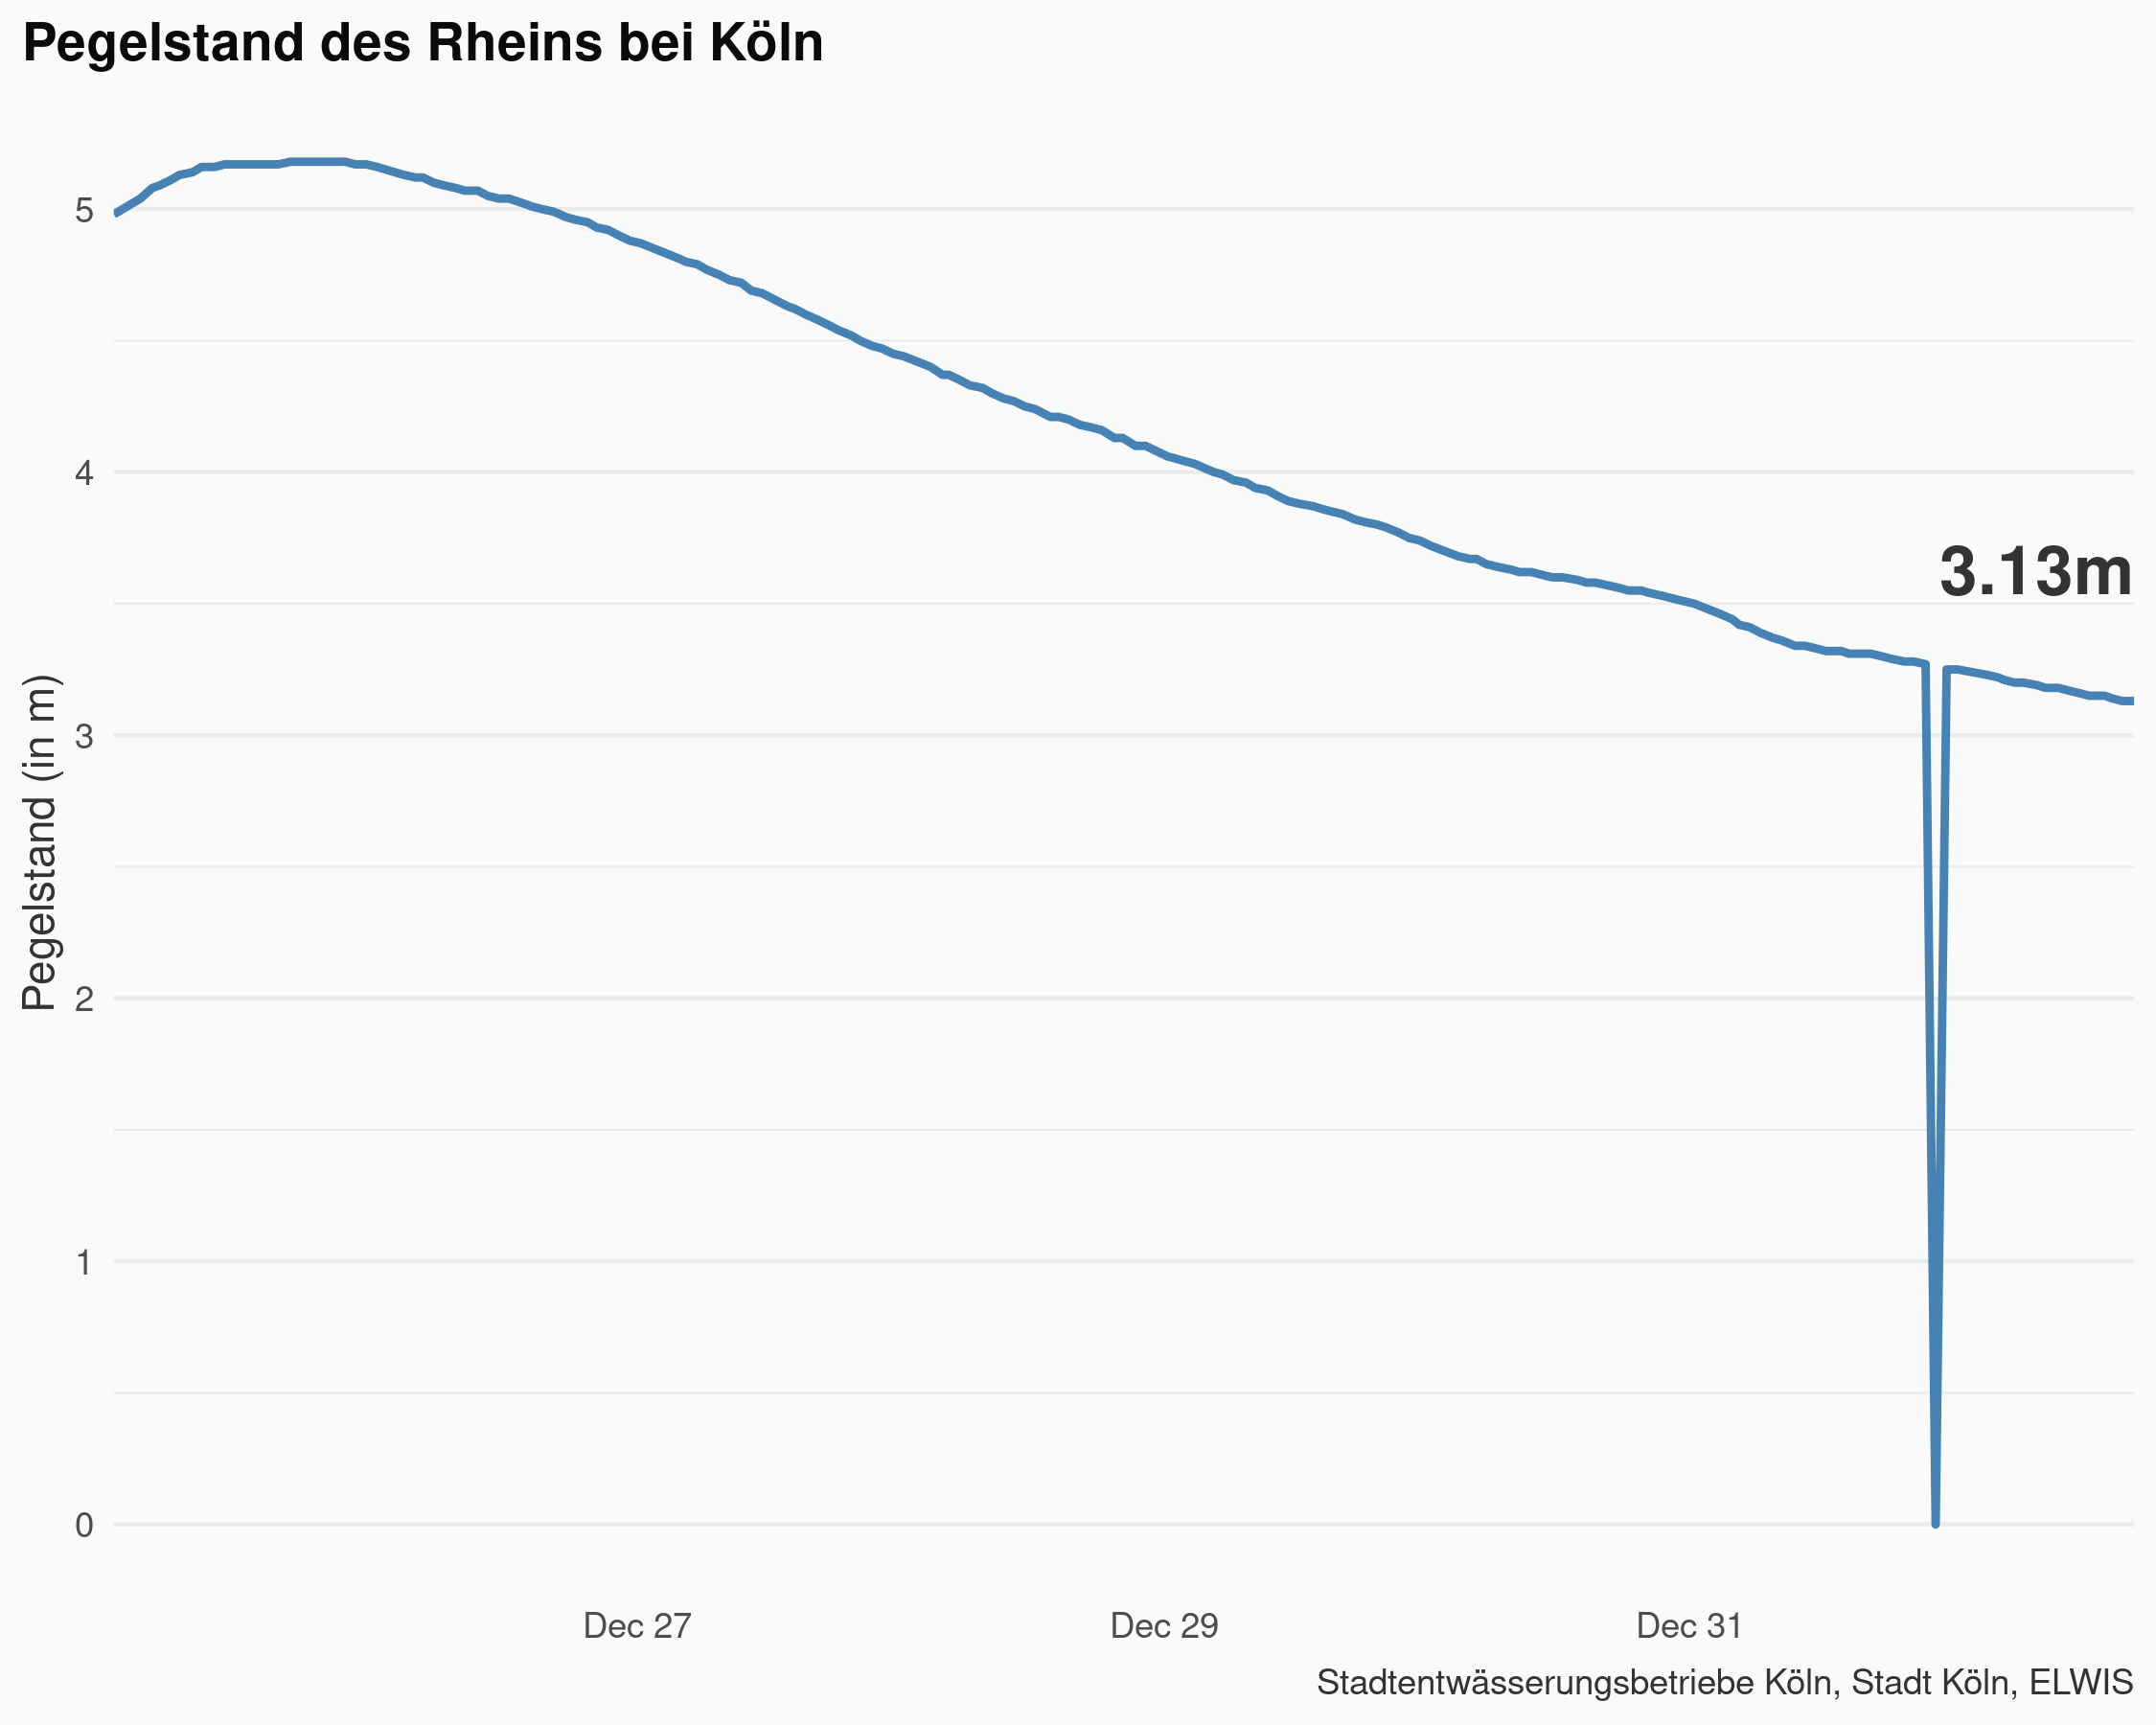 Pegelstand des Rheins bei Köln
Pegelstand (in m)
5
4
3
2
1
0
3.13m
Dec 27
Dec 29
Dec 31
Stadtentwässerungsbetriebe Köln, Stadt Köln, ELWIS